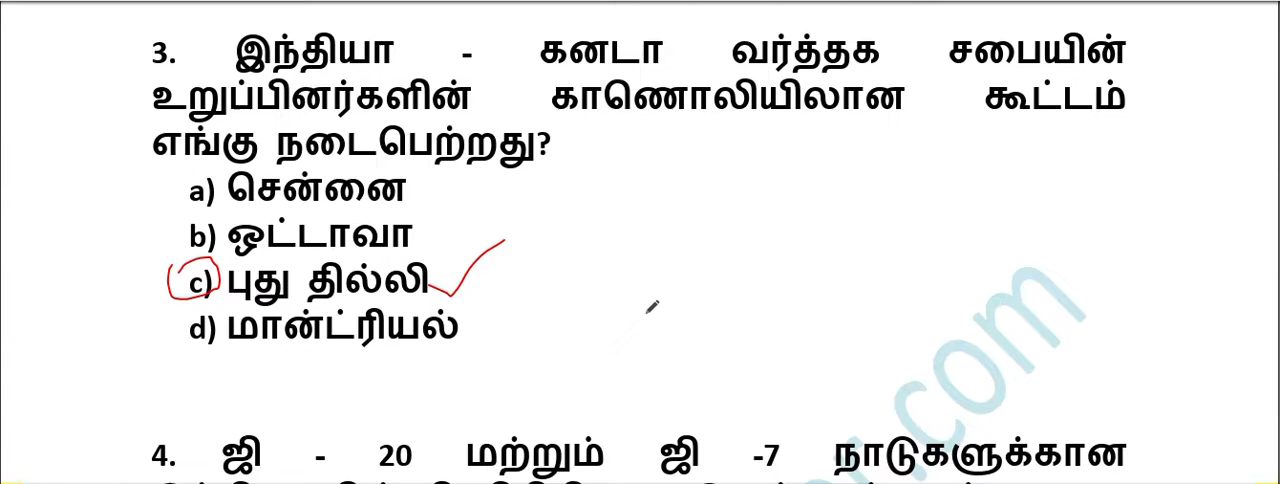 3. இந்தியா - கனடா வர்த்தக சபையின்
உறுப்பினர்களின் காணொலியிலான கூட்டம்
எங்கு நடைபெற்றது?
a) சென்னை
b) ஒட்டாவா
c) புது தில்லி
d) மான்ட்ரியல்
4. ஜி - 20 மற்றும் ஜி -7 நாடுகளுக்கான
.com